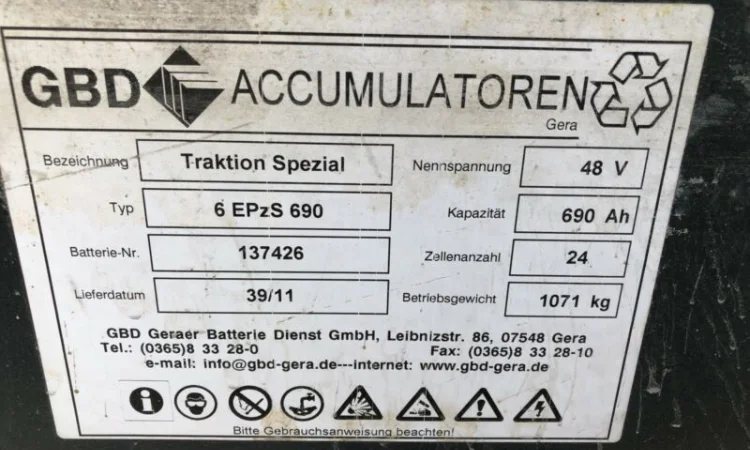 GBD ACCUMULATOREN
Gera
Bezeichnung Traktion Spezial Nennspannung 48 V
Typ 6 EPzS 690 Kapazität 690 Ah
Batterie-Nr. 137426 Zellenanzahl 24
Lieferdatum 39/11 Betriebsgewicht 1071 kg
GBD Geraer Batterie Dienst GmbH, Leibnizstr. 86, 07548 Gera
Tel.: (0365)8 33 28-0 Fax: (0365)8 33 28-10
e-mail: info@gbd-gera.de---internet: www.gbd-gera.de
Bitte Gebrauchsanweisung beachten!